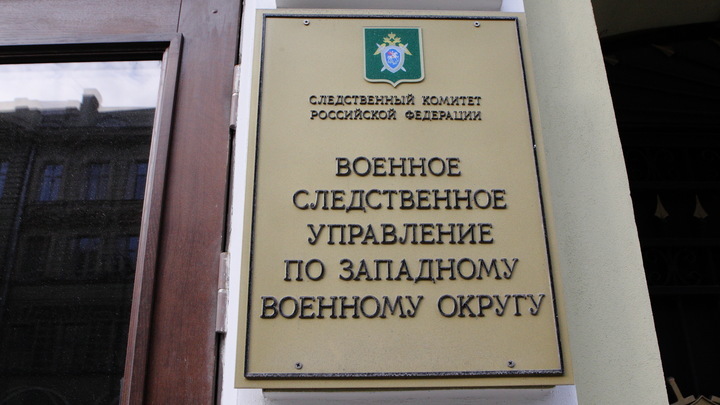 СЛЕДСТВЕННЫЙ КОМИТЕТ
РОССИЙСКОЙ ФЕДЕРАЦИИ
ВОЕННОЕ
СЛЕДСТВЕННОЕ
УПРАВЛЕНИЕ
ПО ЗАПАДНОМУ
ВОЕННОМУ ОКРУГУ